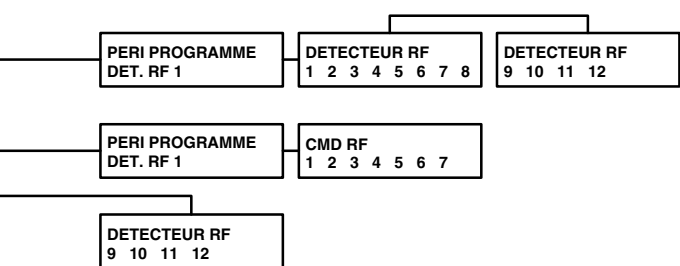 PERI PROGRAMME
DET. RF 1
DETECTEUR RF
1 2 3 4 5 6 7 8
DETECTEUR RF
9 10 11 12
PERI PROGRAMME
DET. RF 1
CMD RF
1 2 3 4 5 6 7
DETECTEUR RF
9 10 11 12